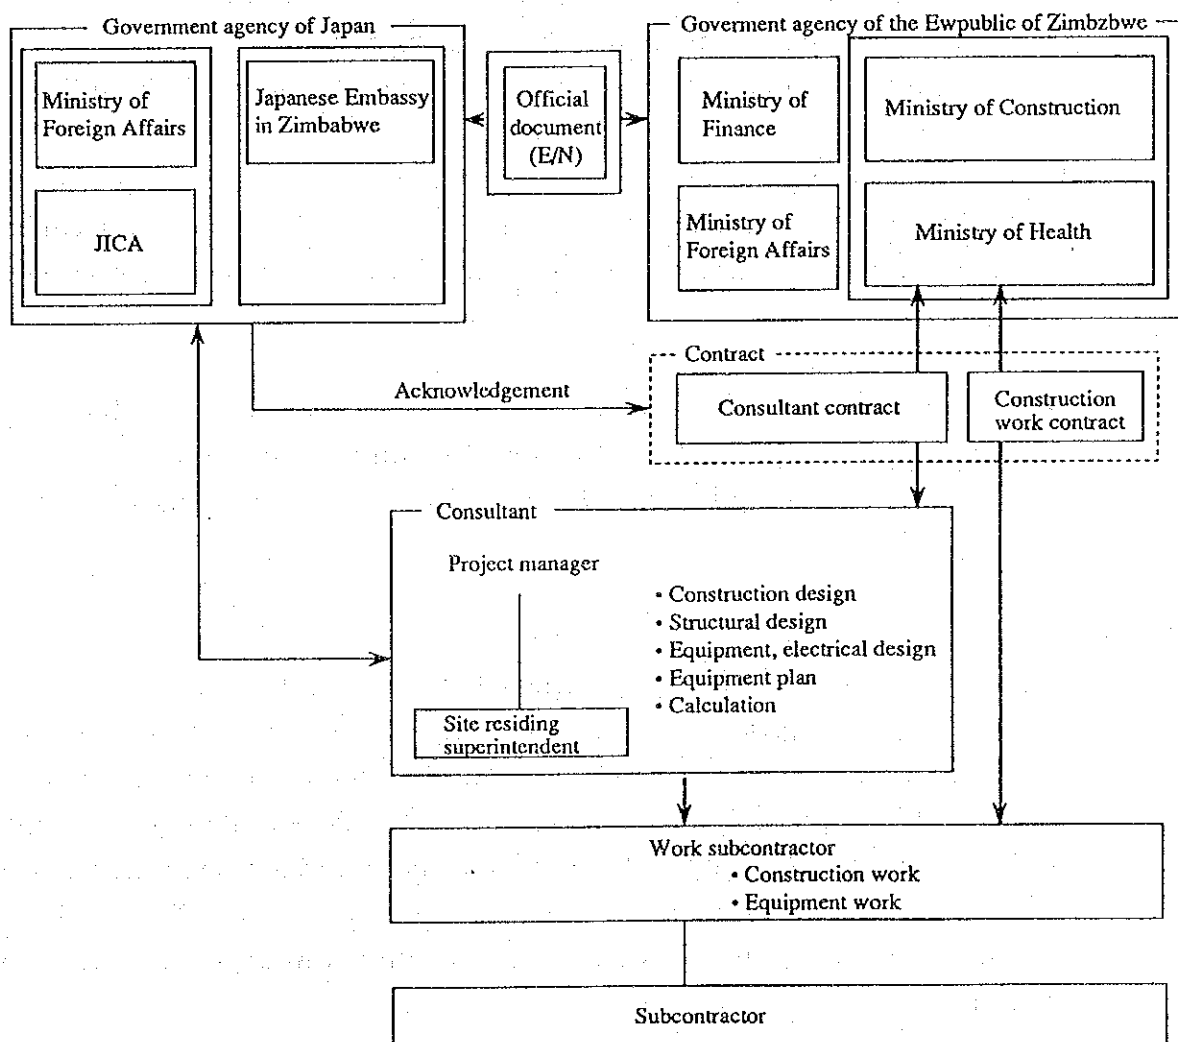 Government agency of Japan
Ministry of
Foreign Affairs
JICA
Japanese Embassy
in Zimbabwe
Official
document
(E/N)
Goverment agency of the Ewpublic of Zimbzbwe
Ministry of
Finance
Ministry of
Foreign Affairs
Ministry of Construction
Ministry of Health
Acknowledgement
Contract
Consultant contract
Construction
work contract
Consultant
Project manager
Site residing
superintendent
• Construction design
• Structural design
• Equipment, electrical design
• Equipment plan
• Calculation
Work subcontractor
• Construction work
• Equipment work
Subcontractor